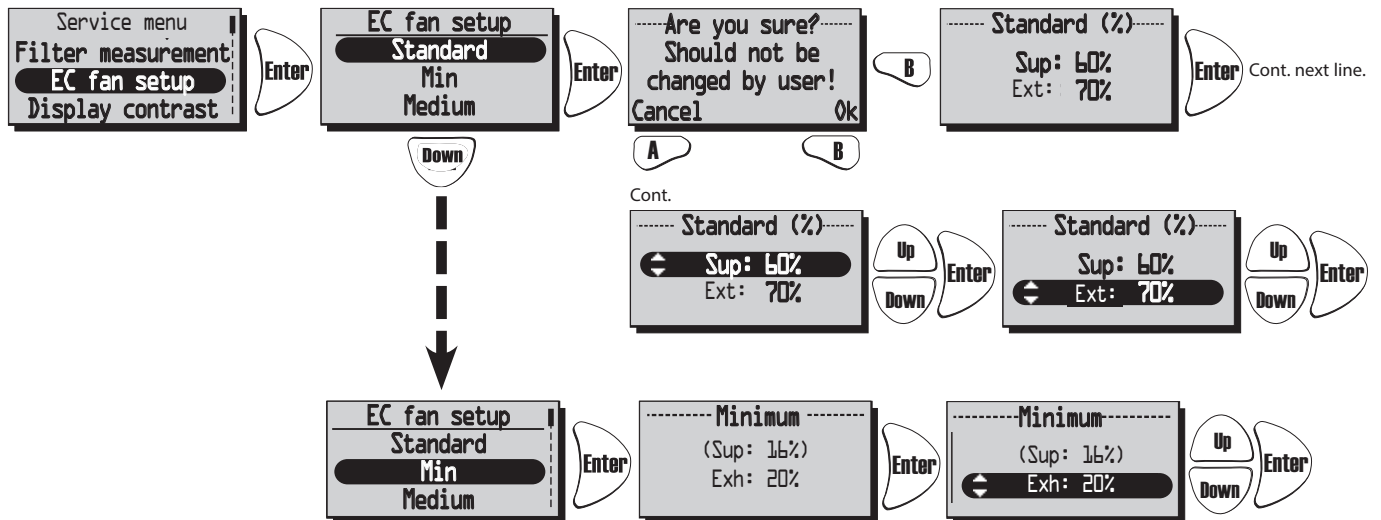 Service menu
Filter measurement
EC fan setup
Display contrast
Enter
EC fan setup
Standard
Min
Medium
Enter
Down
Are you sure?
Should not be
changed by user!
Cancel Ok
A
B
B
Standard (%)
Sup: 60%
Ext: 70%
Enter
Cont. next line.
Cont.
Standard (%)
Sup: 60%
Ext: 70%
Up
Down
Enter
Standard (%)
Sup: 60%
Ext: 70%
Up
Down
Enter
EC fan setup
Standard
Min
Medium
Enter
Minimum
(Sup: 16%)
Exh: 20%
Enter
Minimum
(Sup: 16%)
Exh: 20%
Up
Down
Enter